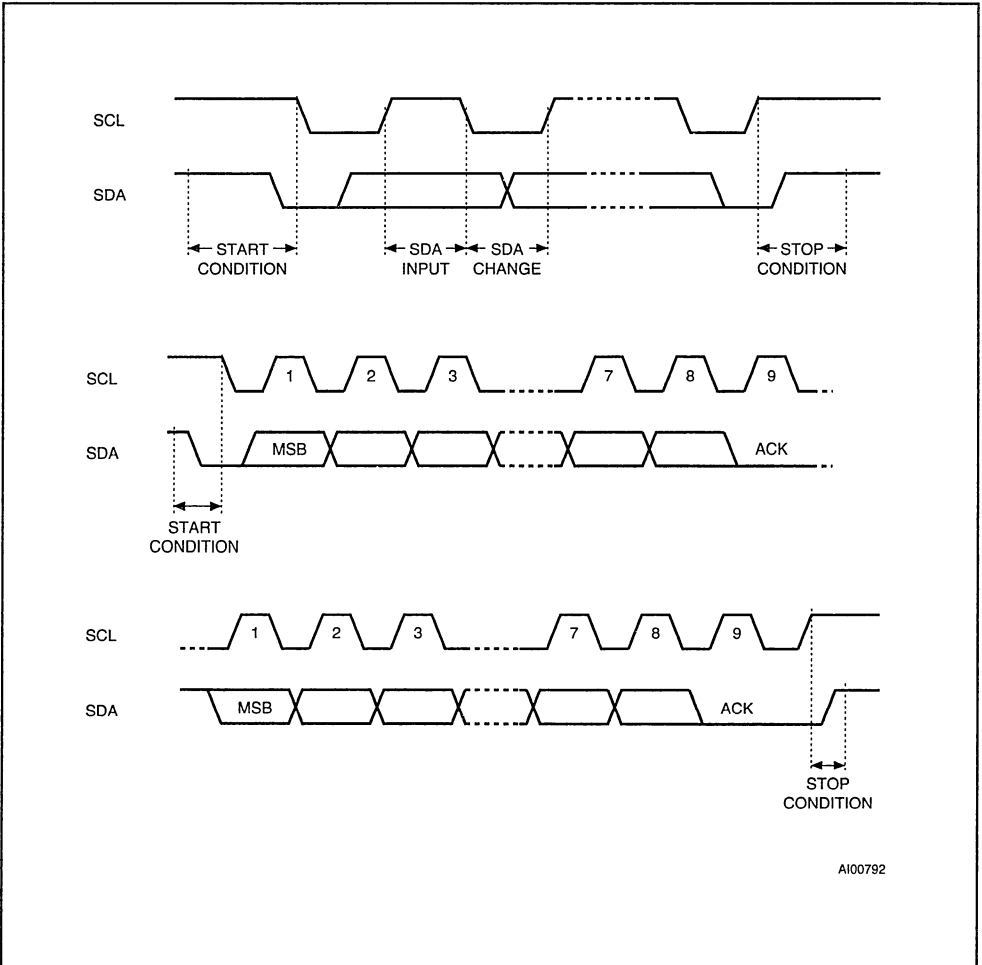 SCL
SDA
START CONDITION
SDA INPUT
SDA CHANGE
STOP CONDITION
SCL
1 2 3 7 8 9
SDA
MSB
ACK
START CONDITION
SCL
1 2 3 7 8 9
SDA
MSB
ACK
STOP CONDITION
AI00792